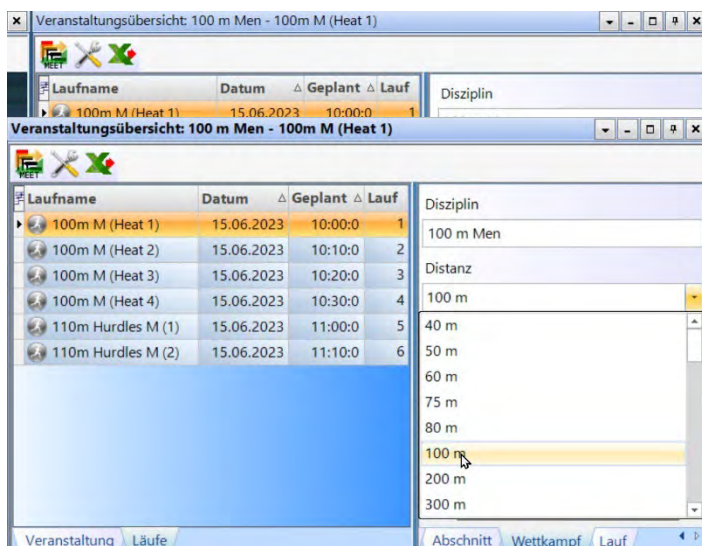 Veranstaltungsübersicht: 100 m Men - 100m M (Heat 1)
MEET
Laufname Datum Geplant Lauf
Disziplin
100m M (Heat 1) 15.06.2023 10:00:0 1
Veranstaltungsübersicht: 100 m Men - 100m M (Heat 1)
MEET
Laufname Datum Geplant Lauf
100m M (Heat 1) 15.06.2023 10:00:0 1
100m M (Heat 2) 15.06.2023 10:10:0 2
100m M (Heat 3) 15.06.2023 10:20:0 3
100m M (Heat 4) 15.06.2023 10:30:0 4
110m Hurdles M (1) 15.06.2023 11:00:0 5
110m Hurdles M (2) 15.06.2023 11:10:0 6
Disziplin
100 m Men
Distanz
100 m
40 m
50 m
60 m
75 m
80 m
100 m
200 m
300 m
Veranstaltung Läufe
Abschnitt Wettkampf Lauf